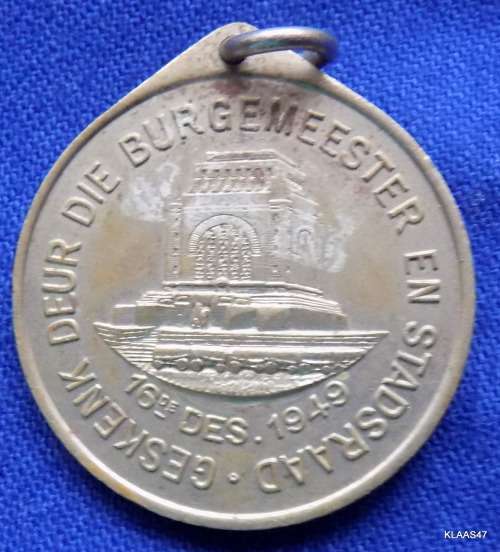 GESKENK DEUR DIE BURGEMEESTER EN STADSRAAD ·
16DE DES. 1949
KLAAS47